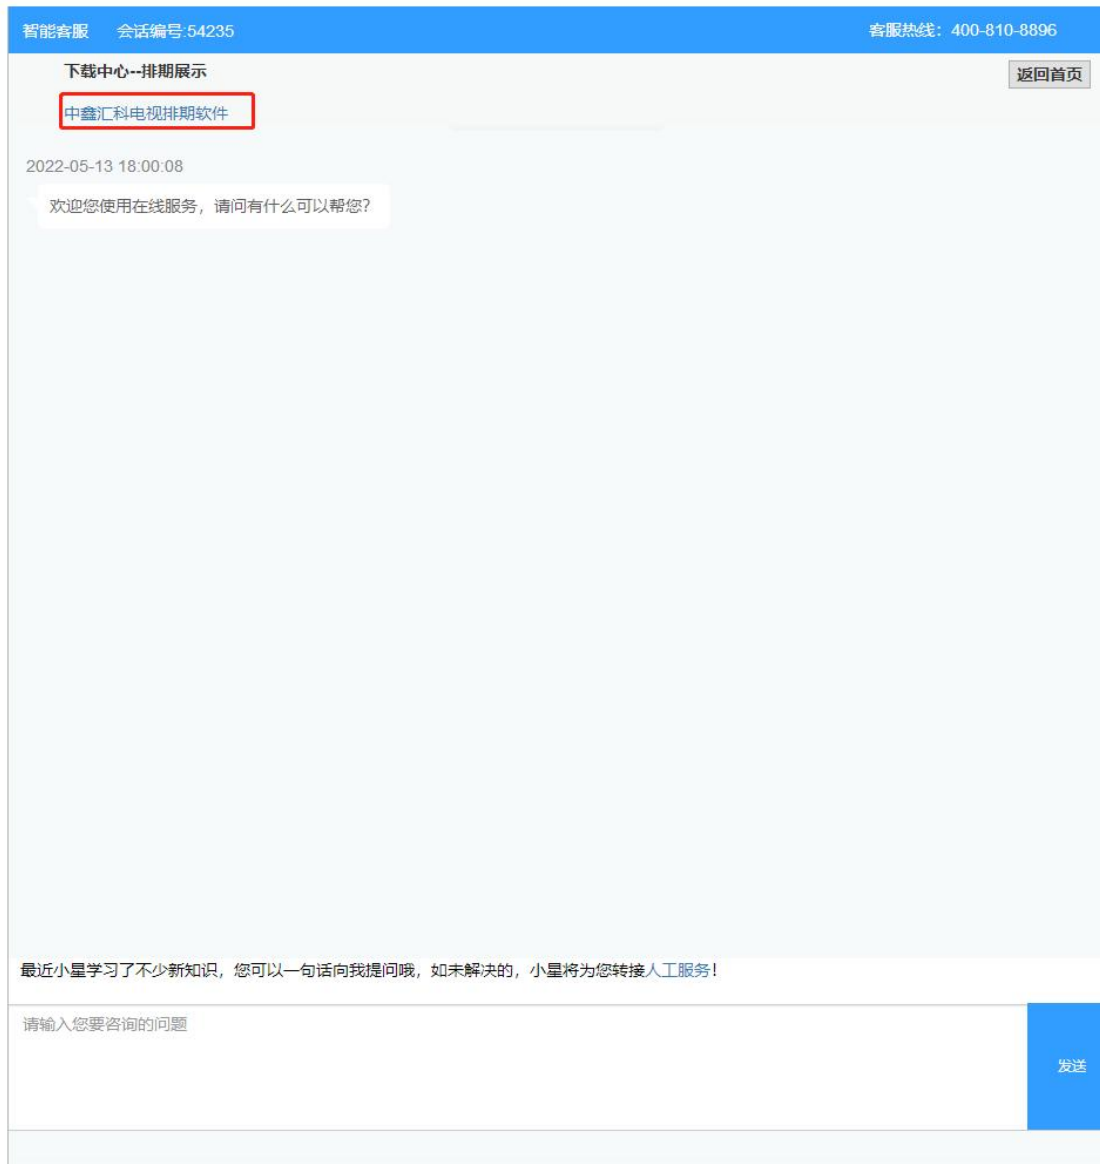 智能客服 会话编号:54235 客服热线：400-810-8896
下载中心--排期展示 返回首页
中鑫汇科电视排期软件
2022-05-13 18:00:08
欢迎您使用在线服务，请问有什么可以帮您？
最近小星学习了不少新知识，您可以一句话向我提问哦，如未解决的，小星将为您转接人工服务！
请输入您要咨询的问题
发送